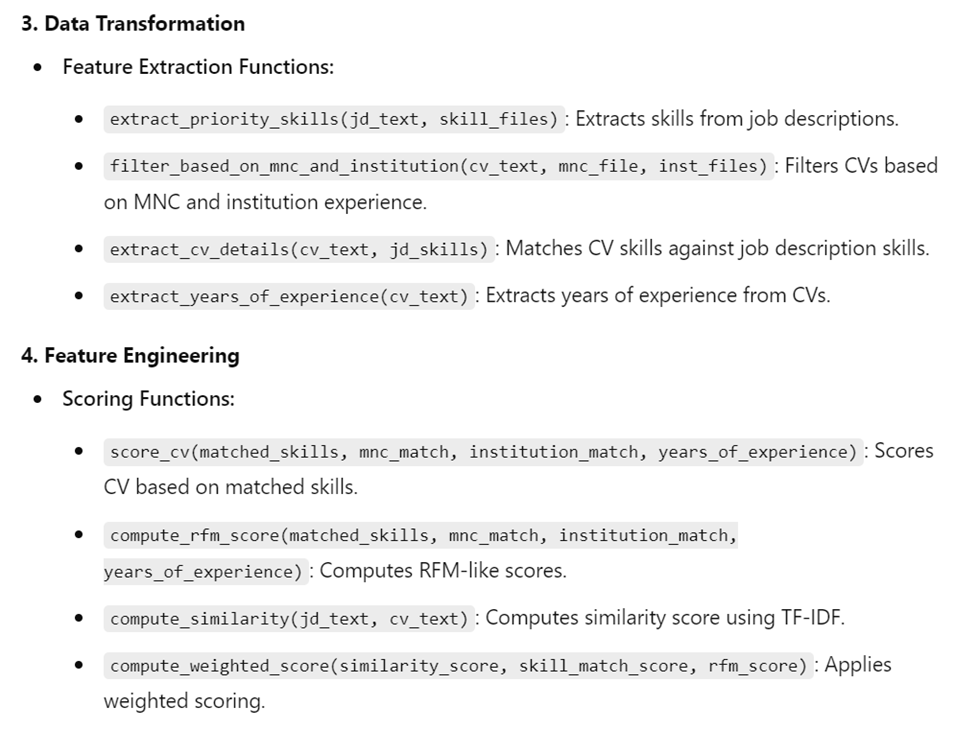 3. Data Transformation
• Feature Extraction Functions:
• extract_priority_skills(jd_text, skill_files) : Extracts skills from job descriptions.
• filter_based_on_mnc_and_institution(cv_text, mnc_file, inst_files) : Filters CVs based
on MNC and institution experience.
• extract_cv_details(cv_text, jd_skills) : Matches CV skills against job description skills.
• extract_years_of_experience(cv_text) : Extracts years of experience from CVs.
4. Feature Engineering
• Scoring Functions:
• score_cv(matched_skills, mnc_match, institution_match, years_of_experience) : Scores
CV based on matched skills.
• compute_rfm_score(matched_skills, mnc_match, institution_match,
years_of_experience) : Computes RFM-like scores.
• compute_similarity(jd_text, cv_text) : Computes similarity score using TF-IDF.
• compute_weighted_score(similarity_score, skill_match_score, rfm_score) : Applies
weighted scoring.